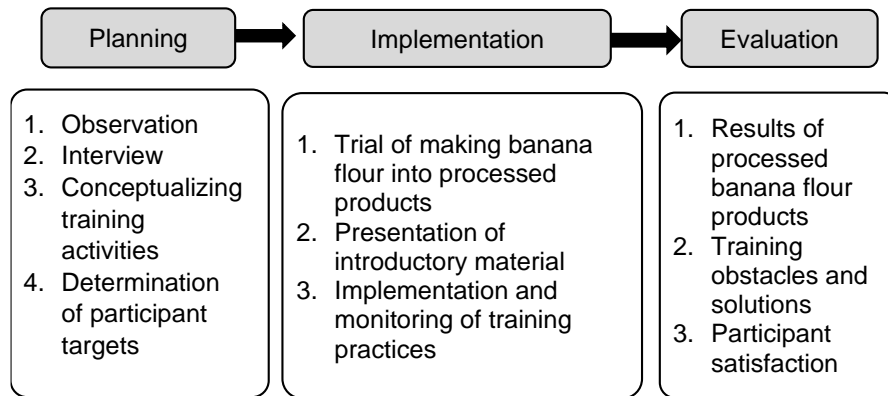 Planning
Implementation
Evaluation
1. Observation
2. Interview
3. Conceptualizing
training
activities
4. Determination
of participant
targets
1. Trial of making banana
flour into processed
products
2. Presentation of
introductory material
3. Implementation and
monitoring of training
practices
1. Results of
processed
banana flour
products
2. Training
obstacles and
solutions
3. Participant
satisfaction